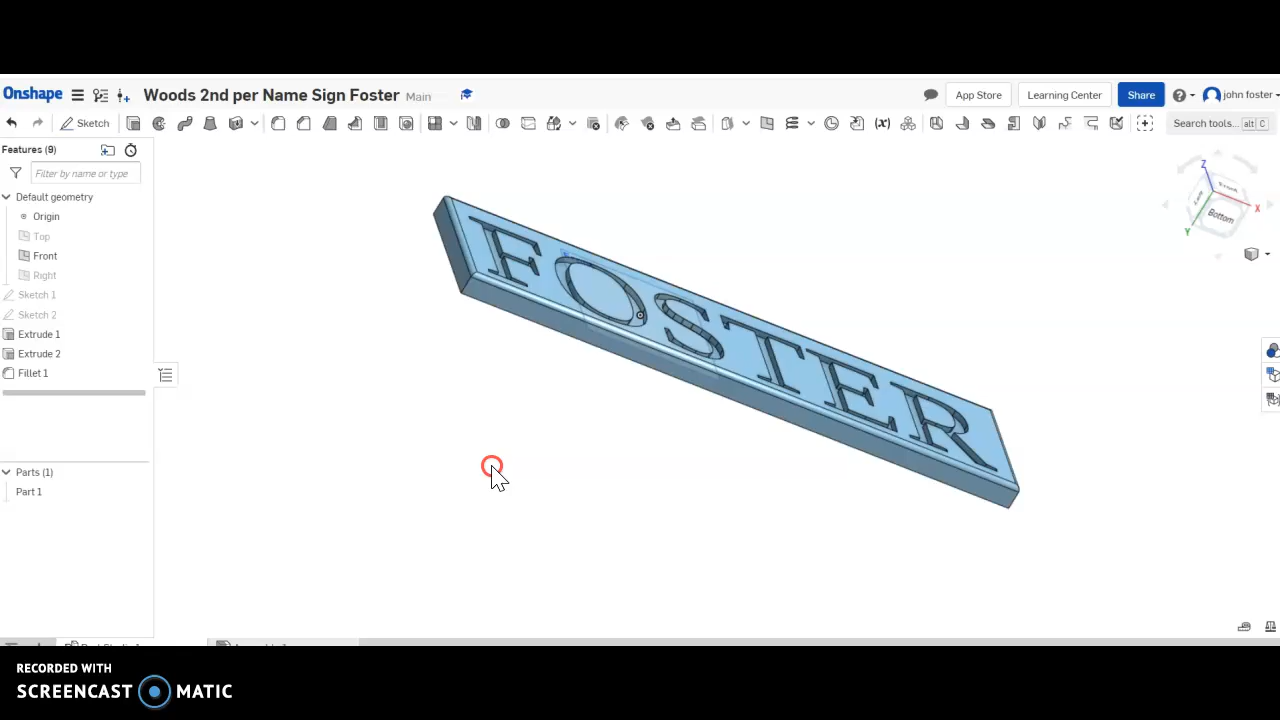 Onshape
Woods 2nd per Name Sign Foster Main
App Store
Learning Center
Share
john foster
Sketch
(x)
Search tools... alt C
Features (9)
Filter by name or type
Default geometry
Origin
Top
Front
Right
Sketch 1
Sketch 2
Extrude 1
Extrude 2
Fillet 1
Parts (1)
Part 1
FOSTER
Z
Front
X
Bottom
Y
RECORDED WITH
SCREENCAST MATIC